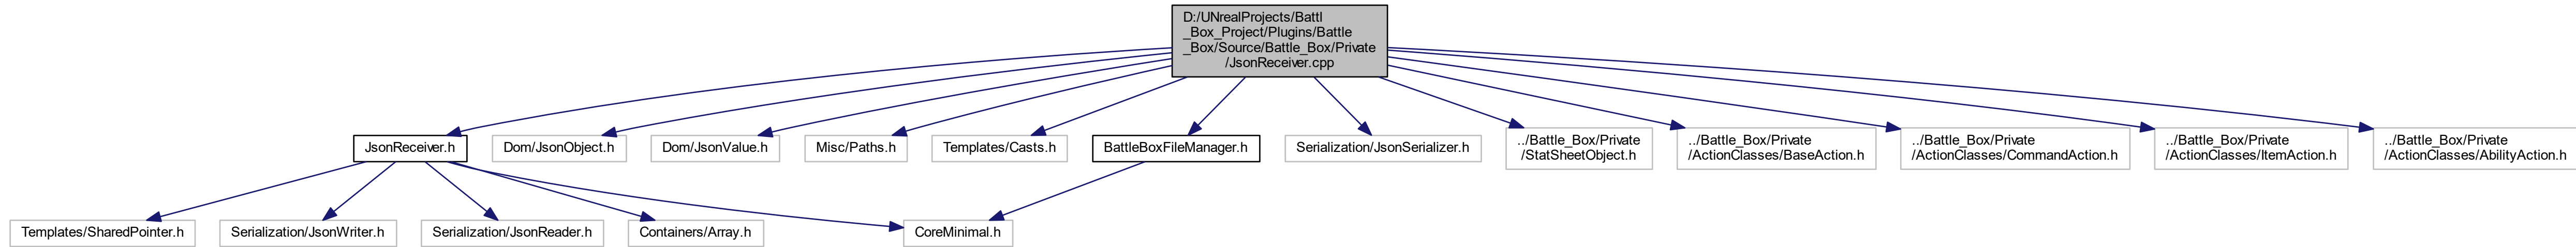 D:/UNrealProjects/Battl
_Box_Project/Plugins/Battle
_Box/Source/Battle_Box/Private
/JsonReceiver.cpp
JsonReceiver.h
Dom/JsonObject.h
Dom/JsonValue.h
Misc/Paths.h
Templates/Casts.h
BattleBoxFileManager.h
Serialization/JsonSerializer.h
../Battle_Box/Private
/StatSheetObject.h
../Battle_Box/Private
/ActionClasses/BaseAction.h
../Battle_Box/Private
/ActionClasses/CommandAction.h
../Battle_Box/Private
/ActionClasses/ItemAction.h
../Battle_Box/Private
/ActionClasses/AbilityAction.h
Templates/SharedPointer.h
Serialization/JsonWriter.h
Serialization/JsonReader.h
Containers/Array.h
CoreMinimal.h